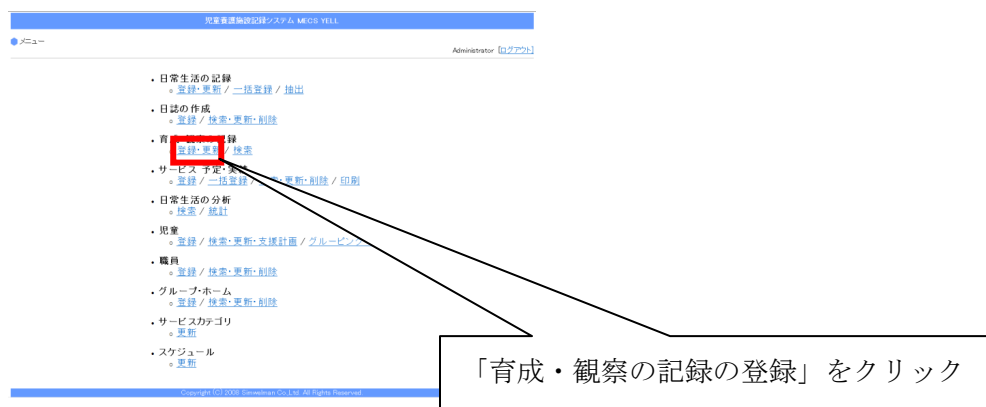 児童養護施設記録システム MECS YELL
メニュー
Administrator [ログアウト]
・日常生活の記録
登録・更新 / 一括登録 / 抽出
・日誌の作成
登録 / 検索・更新・削除
・育 録
登録・更新 / 検索
・サービス 予定・実
登録 / 一括登録 / ・更新・削除 / 印刷
・日常生活の分析
検索 / 統計
・児童
登録 / 検索・更新・支援計画 / グルーピング
・職員
登録 / 検索・更新・削除
・グループ・ホーム
登録 / 検索・更新・削除
・サービスカテゴリ
更新
・スケジュール
更新
「育成・観察の記録の登録」をクリック
Co.,Ltd. All Rights Reserved.